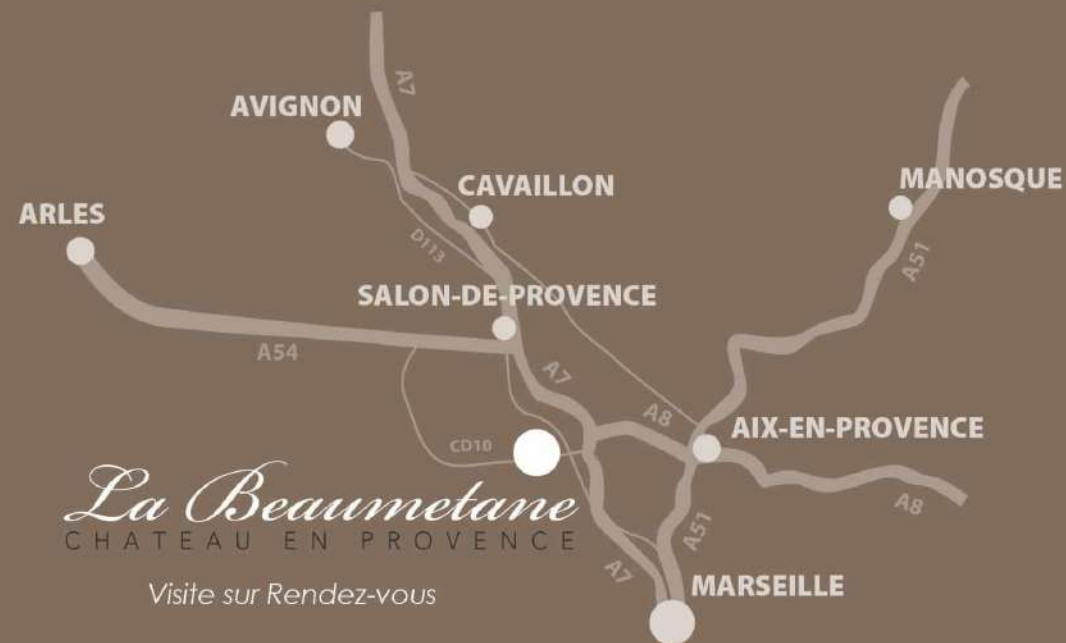 A7
AVIGNON
CAVAILLON
MANOSQUE
ARLES
D113
A51
SALON-DE-PROVENCE
A54
A7
A8
AIX-EN-PROVENCE
CD10
La Beaumetane
CHATEAU EN PROVENCE
A8
A51
A7
MARSEILLE
Visite sur Rendez-vous